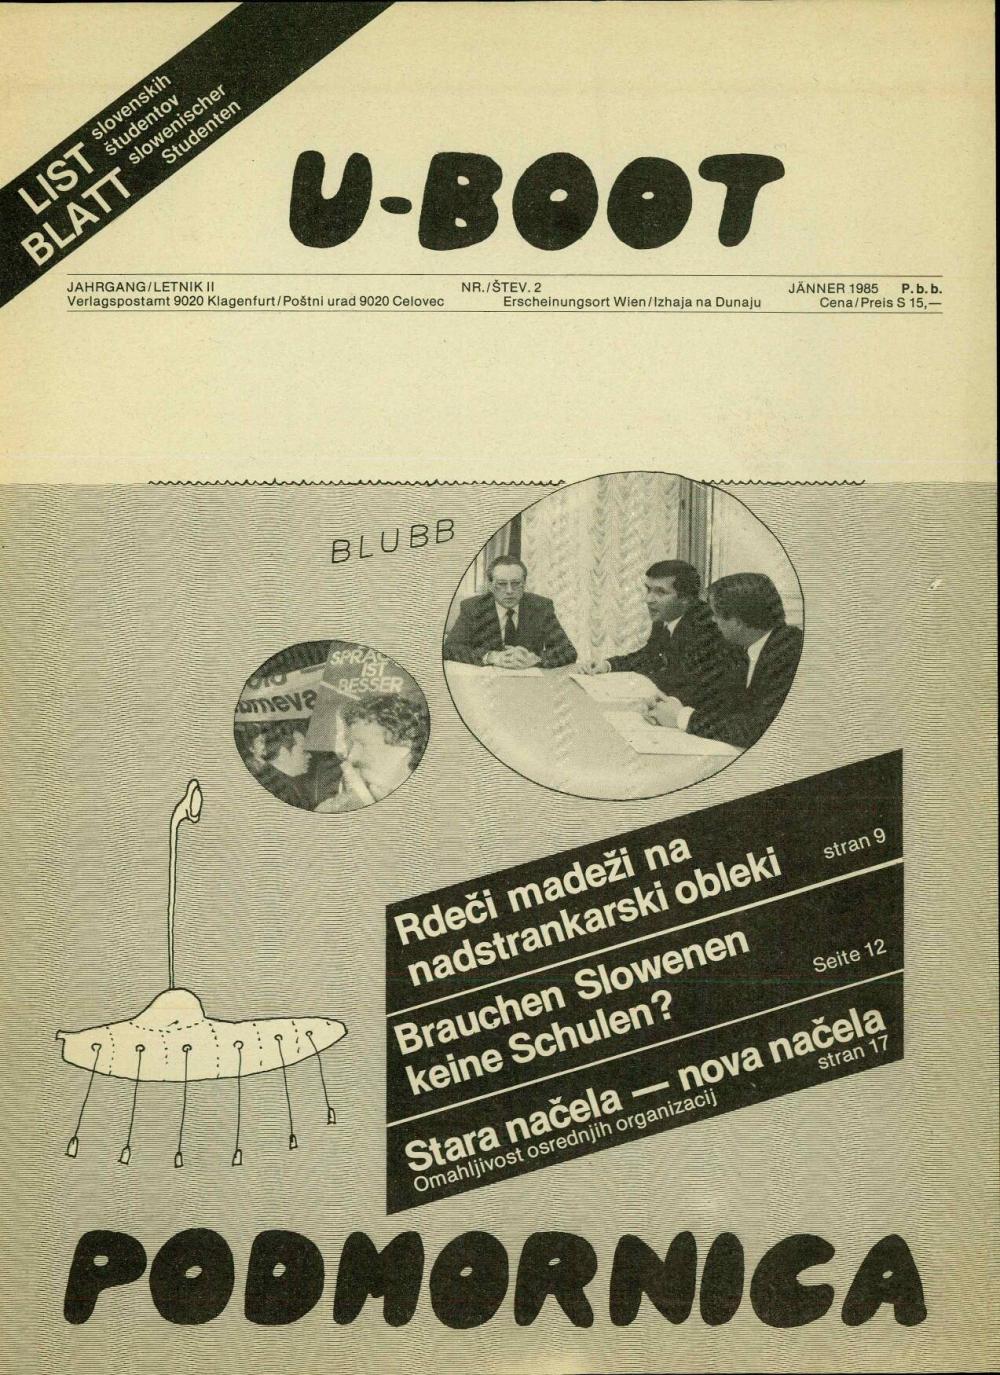 LIST slovenskih
študentov
BLATT slowenischer
Studenten
U-BOOT
JAHRGANG/LETNIK II NR./ŠTEV. 2 JÄNNER 1985 P.b.b.
Verlagspostamt 9020 Klagenfurt/Poštni urad 9020 Celovec Erscheinungsort Wien/Izhaja na Dunaju Cena/Preis S 15,—
BLUBB
SPRAC
IST
BESSER
Rdeči madeži na
nadstrankarski obleki stran 9
Brauchen Slowenen
keine Schulen? Seite 12
Stara načela — nova načela
Omahljivost osrednjih organizacij stran 17
PODMORNICA